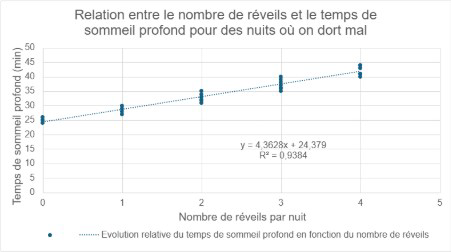 Relation entre le nombre de réveils et le temps de
sommeil profond pour des nuits où on dort mal
Temps de sommeil profond (min)
50
45
40
35
30
25
20
15
10
5
0
y = 4,3628x + 24,379
R² = 0,9384
0 1 2 3 4 5
Nombre de réveils par nuit
Evolution relative du temps de sommeil profond en fonction du nombre de réveils